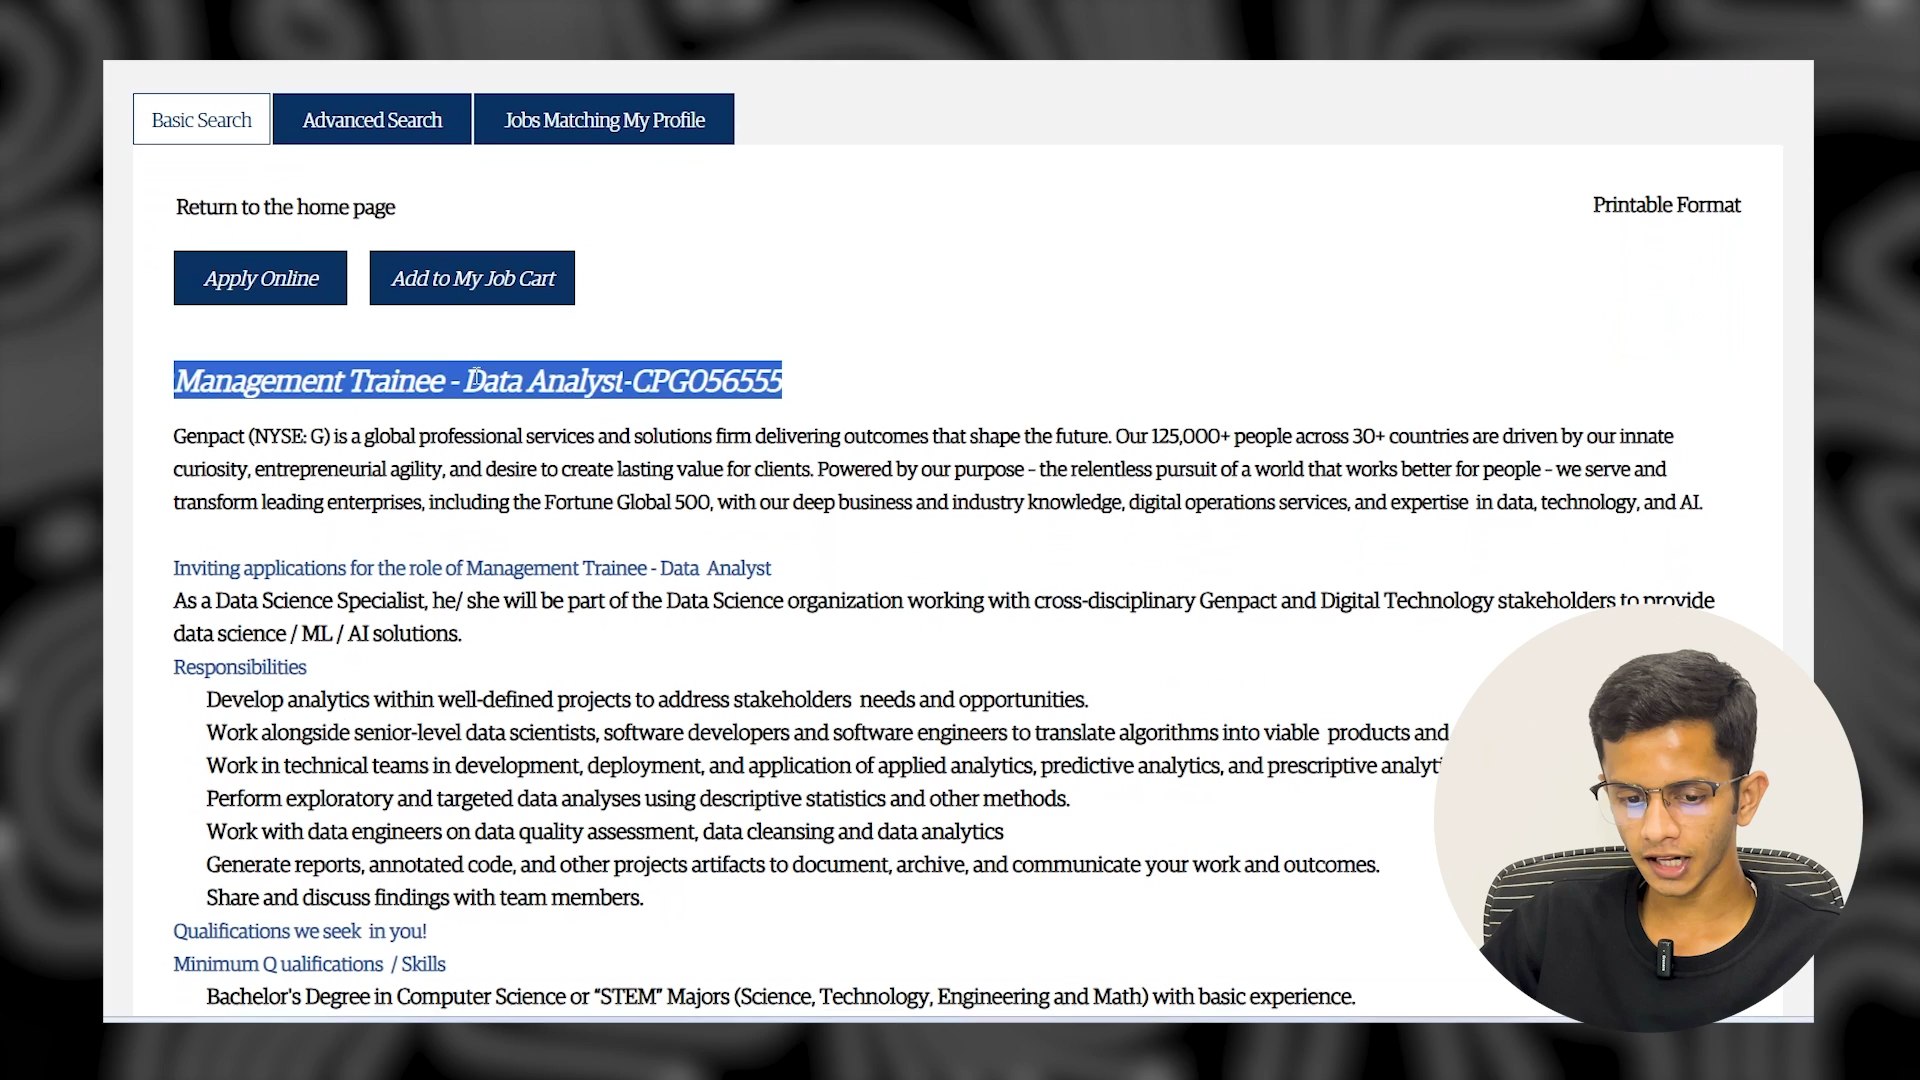 Basic Search
Advanced Search
Jobs Matching My Profile
Return to the home page
Printable Format
Apply Online
Add to My Job Cart
Management Trainee - Data Analyst-CPG056555
Genpact (NYSE: G) is a global professional services and solutions firm delivering outcomes that shape the future. Our 125,000+ people across 30+ countries are driven by our innate
curiosity, entrepreneurial agility, and desire to create lasting value for clients. Powered by our purpose – the relentless pursuit of a world that works better for people – we serve and
transform leading enterprises, including the Fortune Global 500, with our deep business and industry knowledge, digital operations services, and expertise in data, technology, and AI.
Inviting applications for the role of Management Trainee - Data Analyst
As a Data Science Specialist, he/ she will be part of the Data Science organization working with cross-disciplinary Genpact and Digital Technology stakeholders to provide
data science / ML / AI solutions.
Responsibilities
Develop analytics within well-defined projects to address stakeholders needs and opportunities.
Work alongside senior-level data scientists, software developers and software engineers to translate algorithms into viable products and
Work in technical teams in development, deployment, and application of applied analytics, predictive analytics, and prescriptive analyti
Perform exploratory and targeted data analyses using descriptive statistics and other methods.
Work with data engineers on data quality assessment, data cleansing and data analytics
Generate reports, annotated code, and other projects artifacts to document, archive, and communicate your work and outcomes.
Share and discuss findings with team members.
Qualifications we seek in you!
Minimum Q ualifications / Skills
Bachelor's Degree in Computer Science or “STEM” Majors (Science, Technology, Engineering and Math) with basic experience.